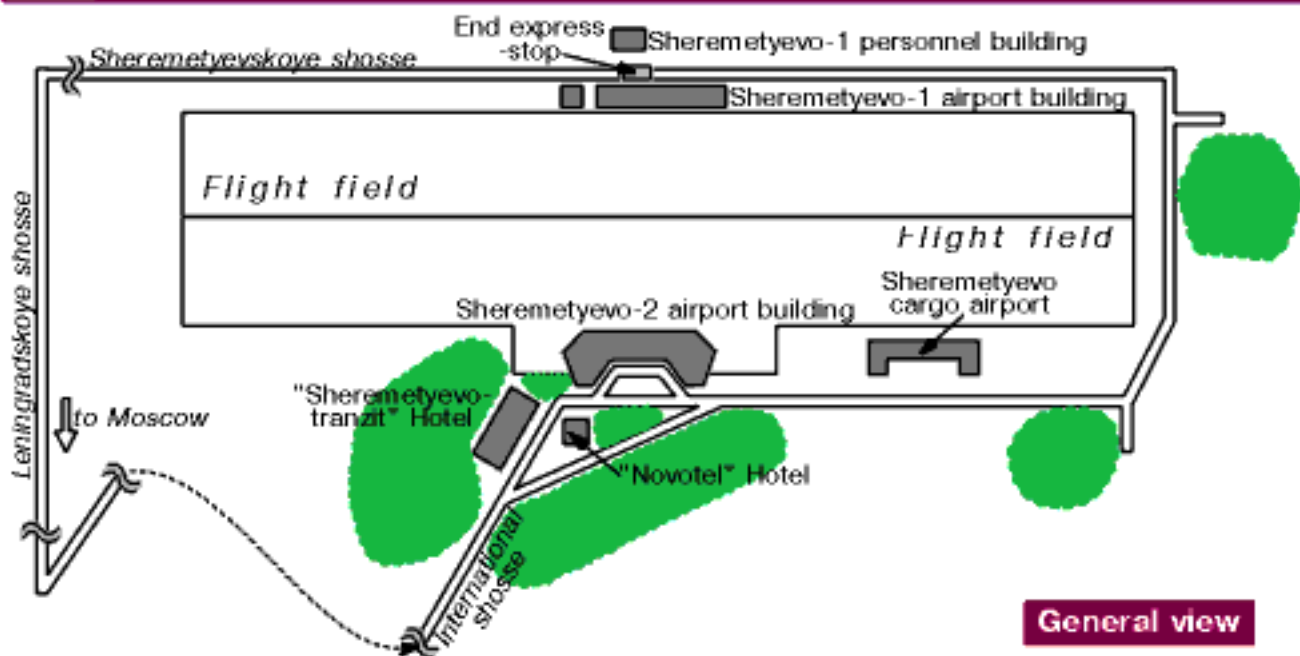 End express
-stop
Sheremetyevo-1 personnel building
Sheremetyevskoye shosse
Sheremetyevo-1 airport building
Flight field
Flight field
Sheremetyevo
cargo airport
Sheremetyevo-2 airport building
Leningradskoye shosse
"Sheremetyevo-
tranzit" Hotel
to Moscow
"Novotel" Hotel
International
shosse
General view